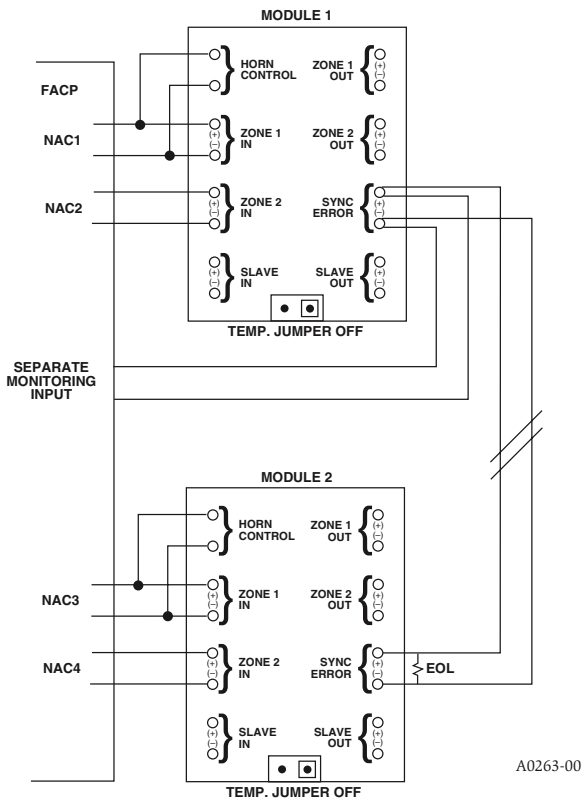 MODULE 1
FACP
HORN
CONTROL
ZONE 1
OUT
(+)
(−)
NAC1
(+)
(−)
ZONE 1
IN
ZONE 2
OUT
(+)
(−)
NAC2
(+)
(−)
ZONE 2
IN
SYNC
ERROR
(+)
(−)
(+)
(−)
SLAVE
IN
SLAVE
OUT
(+)
(−)
TEMP. JUMPER OFF
SEPARATE
MONITORING
INPUT
MODULE 2
HORN
CONTROL
ZONE 1
OUT
(+)
(−)
NAC3
(+)
(−)
ZONE 1
IN
ZONE 2
OUT
(+)
(−)
NAC4
(+)
(−)
ZONE 2
IN
SYNC
ERROR
(+)
(−)
EOL
(+)
(−)
SLAVE
IN
SLAVE
OUT
(+)
(−)
TEMP. JUMPER OFF
A0263-00